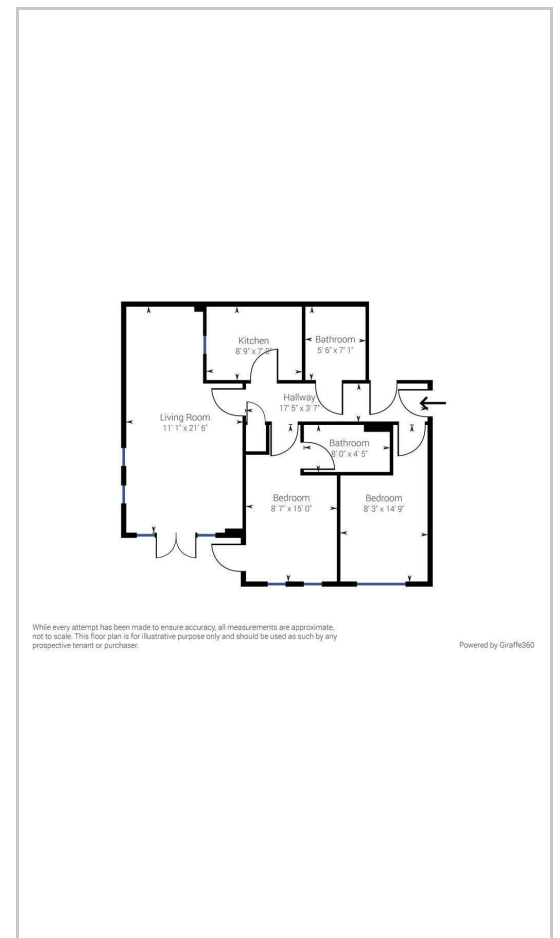 Kitchen
8' 9" x 7' 0"
Bathroom
5' 6" x 7' 1"
Hallway
17' 5" x 3' 7"
Living Room
11' 1" x 21' 6"
Bathroom
8' 0" x 4' 5"
Bedroom
8' 7" x 15' 0"
Bedroom
8' 3" x 14' 9"
While every attempt has been made to ensure accuracy, all measurements are approximate,
not to scale. This floor plan is for illustrative purpose only and should be used as such by any
prospective tenant or purchaser.
Powered by Giraffe360